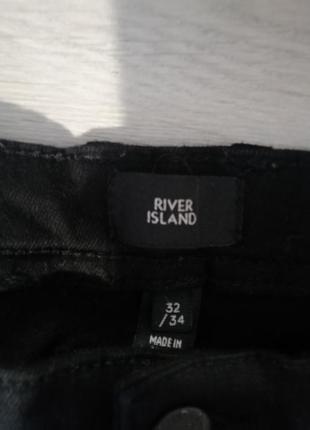 RIVER
ISLAND
32
/34
MADE IN